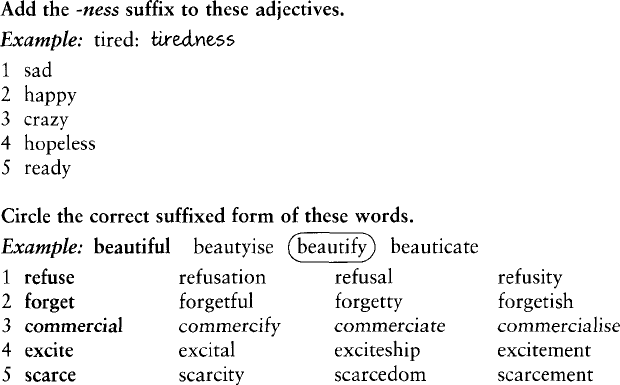 Add the -ness suffix to these adjectives.
Example: tired: tiredness
1 sad
2 happy
3 crazy
4 hopeless
5 ready
Circle the correct suffixed form of these words.
Example: beautiful beautyise beautify beauticate
1 refuse refusation refusal refusity
2 forget forgetful forgetty forgetish
3 commercial commercify commerciate commercialise
4 excite excital exciteship excitement
5 scarce scarcity scarcedom scarcement